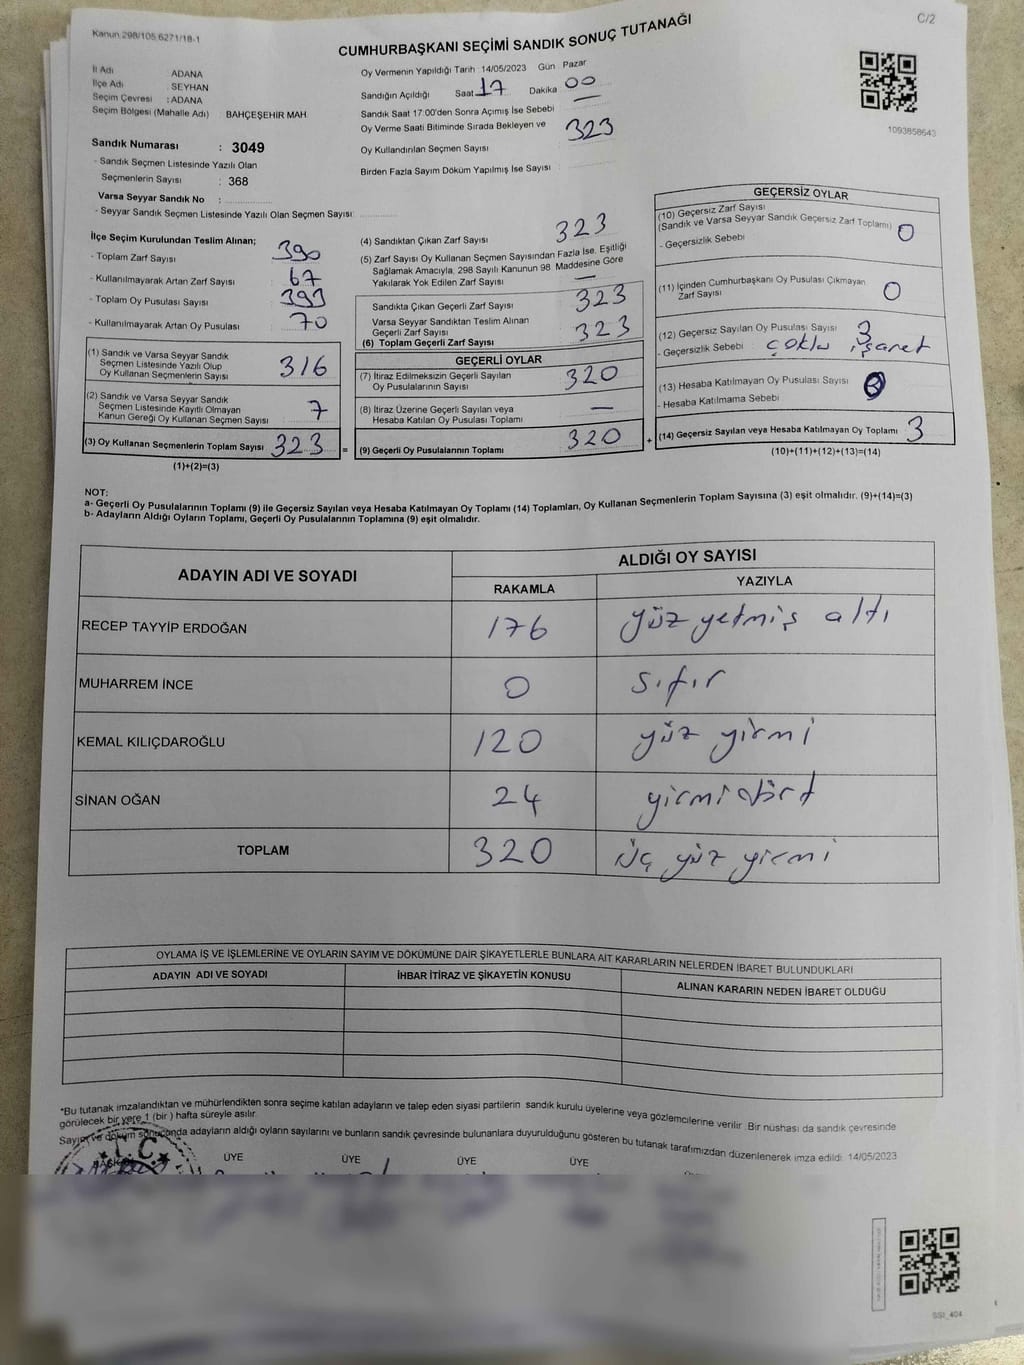 Kanun 298/105 6271/18-1
C/2
CUMHURBAŞKANI SEÇİMİ SANDIK SONUÇ TUTANAĞI
İl Adı ADANA
İlçe Adı SEYHAN
Seçim Çevresi : ADANA
Seçim Bölgesi (Mahalle Adı) BAHÇEŞEHİR MAH.
Oy Vermenin Yapıldığı Tarih 14/05/2023 Gün Pazar
Sandığın Açıldığı Saat 17 Dakika 00
Sandık Saat 17:00'den Sonra Açımış İse Sebebi —
Oy Verme Saati Bitiminde Sırada Bekleyen ve
Oy Kullandırılan Seçmen Sayısı 323
Birden Fazla Sayım Döküm Yapılmış İse Sayısı
1093858643
Sandık Numarası : 3049
- Sandık Seçmen Listesinde Yazılı Olan
Seçmenlerin Sayısı : 368
Varsa Seyyar Sandık No :
- Seyyar Sandık Seçmen Listesinde Yazılı Olan Seçmen Sayısı:
İlçe Seçim Kurulundan Teslim Alınan;
- Toplam Zarf Sayısı 390
- Kullanılmayarak Artan Zarf Sayısı 67
- Toplam Oy Pusulası Sayısı 393
- Kullanılmayarak Artan Oy Pusulası 70
(1) Sandık ve Varsa Seyyar Sandık
Seçmen Listesinde Yazılı Olup
Oy Kullanan Seçmenlerin Sayısı 316
(2) Sandık ve Varsa Seyyar Sandık
Seçmen Listesinde Kayıtlı Olmayan
Kanun Gereği Oy Kullanan Seçmen Sayısı 7
(3) Oy Kullanan Seçmenlerin Toplam Sayısı 323 =
(1)+(2)=(3)
(4) Sandıktan Çıkan Zarf Sayısı 323
(5) Zarf Sayısı Oy Kullanan Seçmen Sayısından Fazla İse, Eşitliği
Sağlamak Amacıyla, 298 Sayılı Kanunun 98 Maddesine Göre
Yakılarak Yok Edilen Zarf Sayısı —
Sandıkta Çıkan Geçerli Zarf Sayısı 323
Varsa Seyyar Sandıktan Teslim Alınan
Geçerli Zarf Sayısı
(6) Toplam Geçerli Zarf Sayısı 323
GEÇERLİ OYLAR
(7) İtiraz Edilmeksizin Geçerli Sayılan
Oy Pusulalarının Sayısı 320
(8) İtiraz Üzerine Geçerli Sayılan veya
Hesaba Katılan Oy Pusulası Toplamı —
(9) Geçerli Oy Pusulalarının Toplamı 320 +
GEÇERSİZ OYLAR
(10) Geçersiz Zarf Sayısı
(Sandık ve Varsa Seyyar Sandık Geçersiz Zarf Toplamı) 0
- Geçersizlik Sebebi
(11) İçinden Cumhurbaşkanı Oy Pusulası Çıkmayan
Zarf Sayısı 0
(12) Geçersiz Sayılan Oy Pusulası Sayısı 3
- Geçersizlik Sebebi çoklu işaret
(13) Hesaba Katılmayan Oy Pusulası Sayısı
- Hesaba Katılmama Sebebi
(14) Geçersiz Sayılan veya Hesaba Katılmayan Oy Toplamı 3
(10)+(11)+(12)+(13)=(14)
NOT:
a- Geçerli Oy Pusulalarının Toplamı (9) ile Geçersiz Sayılan veya Hesaba Katılmayan Oy Toplamı (14) Toplamları, Oy Kullanan Seçmenlerin Toplam Sayısına (3) eşit olmalıdır. (9)+(14)=(3)
b- Adayların Aldığı Oyların Toplamı, Geçerli Oy Pusulalarının Toplamına (9) eşit olmalıdır.
ADAYIN ADI VE SOYADI ALDIĞI OY SAYISI
RAKAMLA YAZIYLA
RECEP TAYYİP ERDOĞAN 176 yüz yetmiş altı
MUHARREM İNCE 0 sıfır
KEMAL KILIÇDAROĞLU 120 yüz yirmi
SİNAN OĞAN 24 yirmi dört
TOPLAM 320 üç yüz yirmi
OYLAMA İŞ VE İŞLEMLERİNE VE OYLARIN SAYIM VE DÖKÜMÜNE DAİR ŞİKAYETLERLE BUNLARA AİT KARARLARIN NELERDEN İBARET BULUNDUKLARI
ADAYIN ADI VE SOYADI İHBAR İTİRAZ VE ŞİKAYETİN KONUSU ALINAN KARARIN NEDEN İBARET OLDUĞU
*Bu tutanak imzalandıktan ve mühürlendikten sonra seçime katılan adayların ve talep eden siyasi partilerin sandık kurulu üyelerine veya gözlemcilerine verilir. Bir nüshası da sandık çevresinde
görülecek bir yere 1 (bir) hafta süreyle asılır.
Sayım ve döküm sonucunda adayların aldığı oyların sayılarını ve bunların sandık çevresinde bulunanlara duyurulduğunu gösteren bu tutanak tarafımızdan düzenlenerek imza edildi. 14/05/2023
T.C.
ÜYE ÜYE ÜYE ÜYE
SSI_404